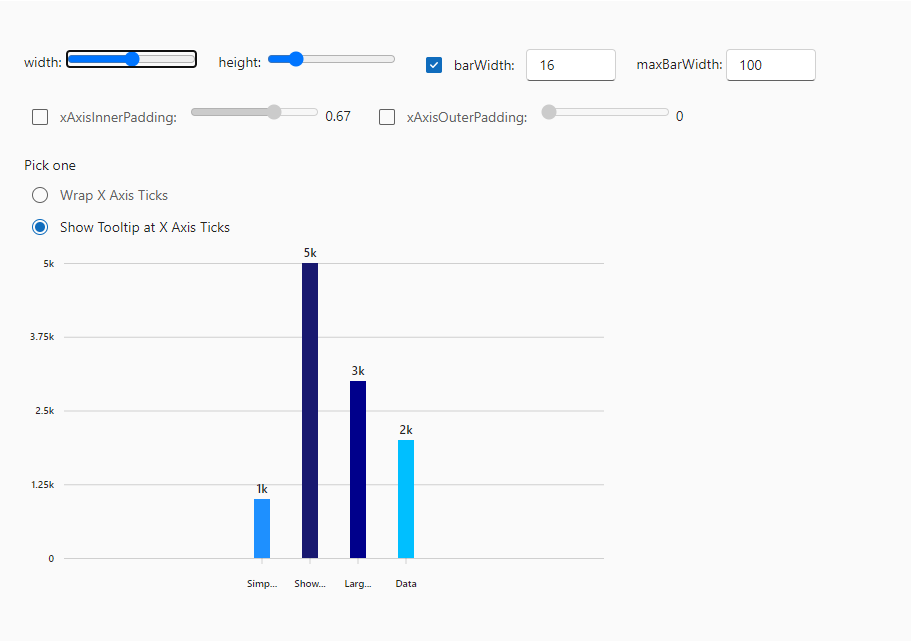 width: height: barWidth: 16 maxBarWidth: 100
xAxisInnerPadding: 0.67 xAxisOuterPadding: 0
Pick one
Wrap X Axis Ticks
Show Tooltip at X Axis Ticks
5k
5k
3.75k
3k
2.5k
2k
1.25k
1k
0
Simp... Show... Larg... Data